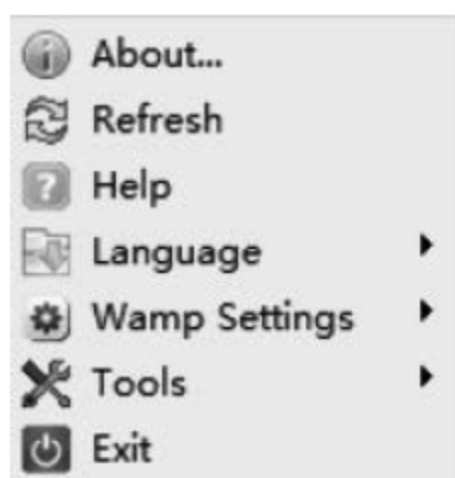 About...
Refresh
Help
Language
Wamp Settings
Tools
Exit